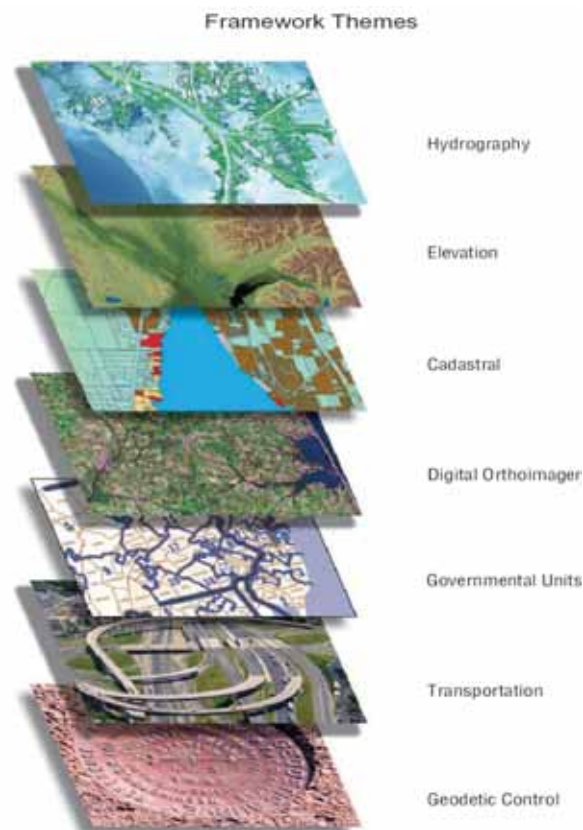 Framework Themes
Hydrography
Elevation
Cadastral
Digital Orthoimager
Governmental Units
Transportation
Geodetic Control